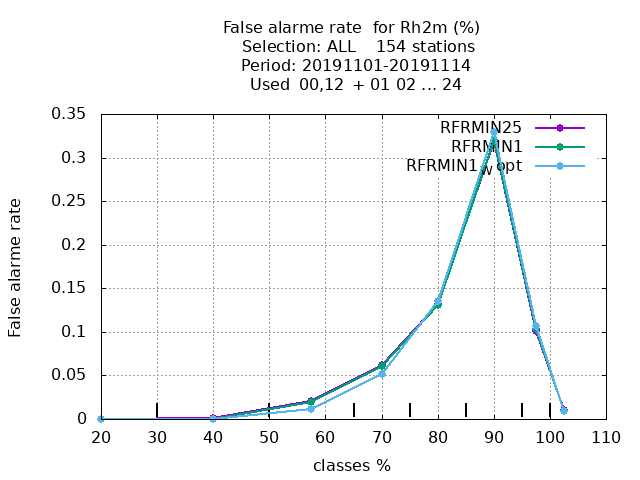 False alarme rate for Rh2m (%)
Selection: ALL 154 stations
Period: 20191101-20191114
Used 00,12 + 01 02 ... 24
RFRMIN25
RFRMIN1
RFRMIN1_W_opt
0.35
0.3
0.25
0.2
0.15
0.1
0.05
0
False alarme rate
20 30 40 50 60 70 80 90 100 110
classes %